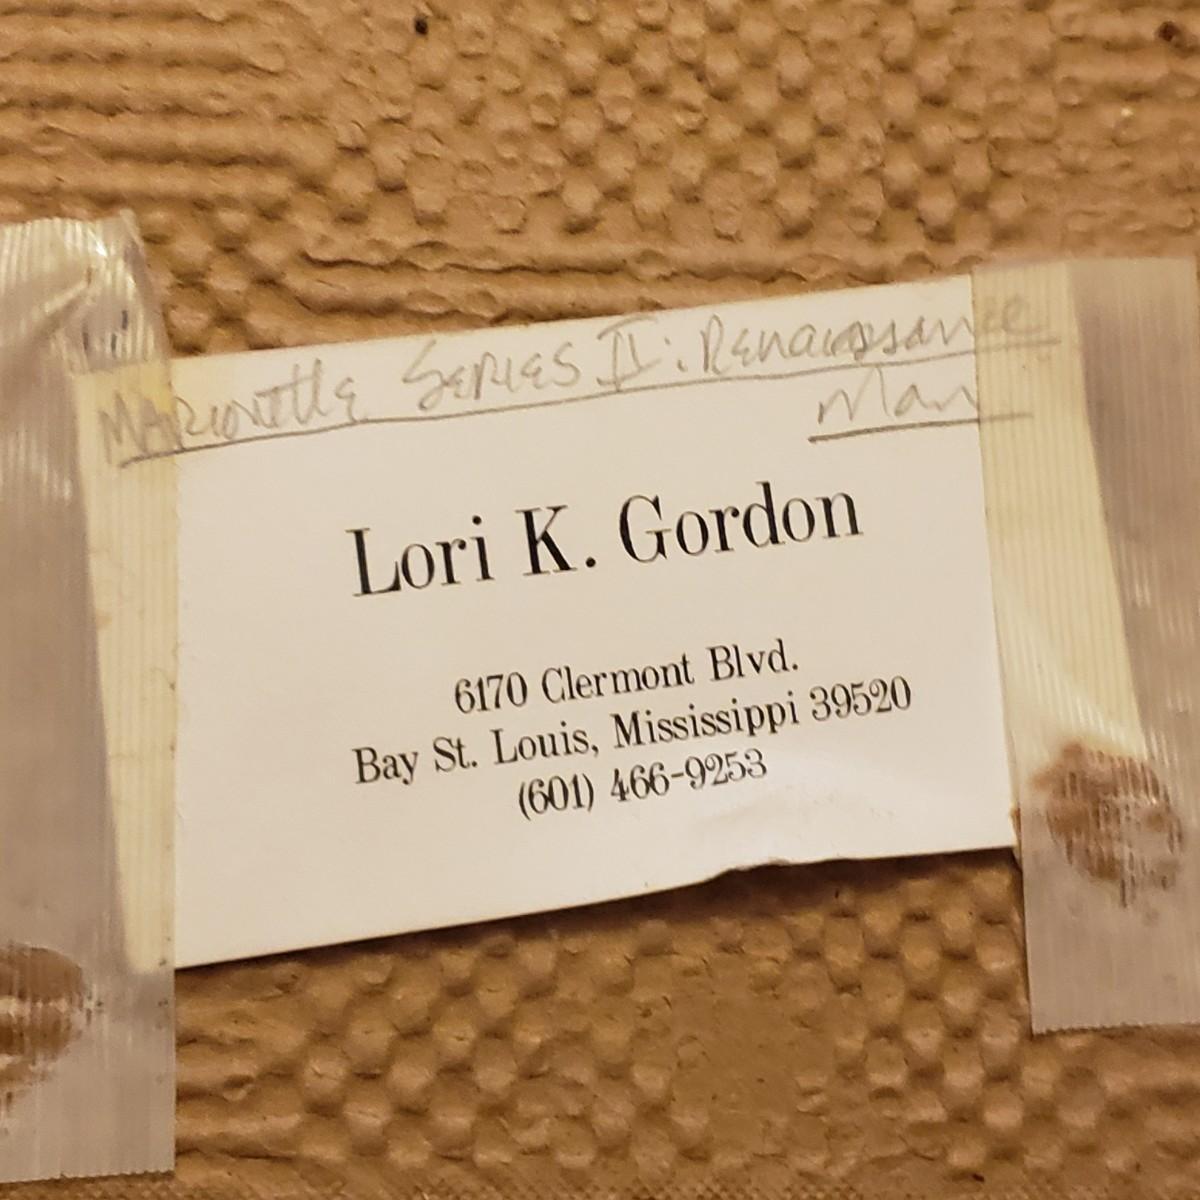 Marionette Series II: Renaissance
Man
Lori K. Gordon
6170 Clermont Blvd.
Bay St. Louis, Mississippi 39520
(601) 466-9253